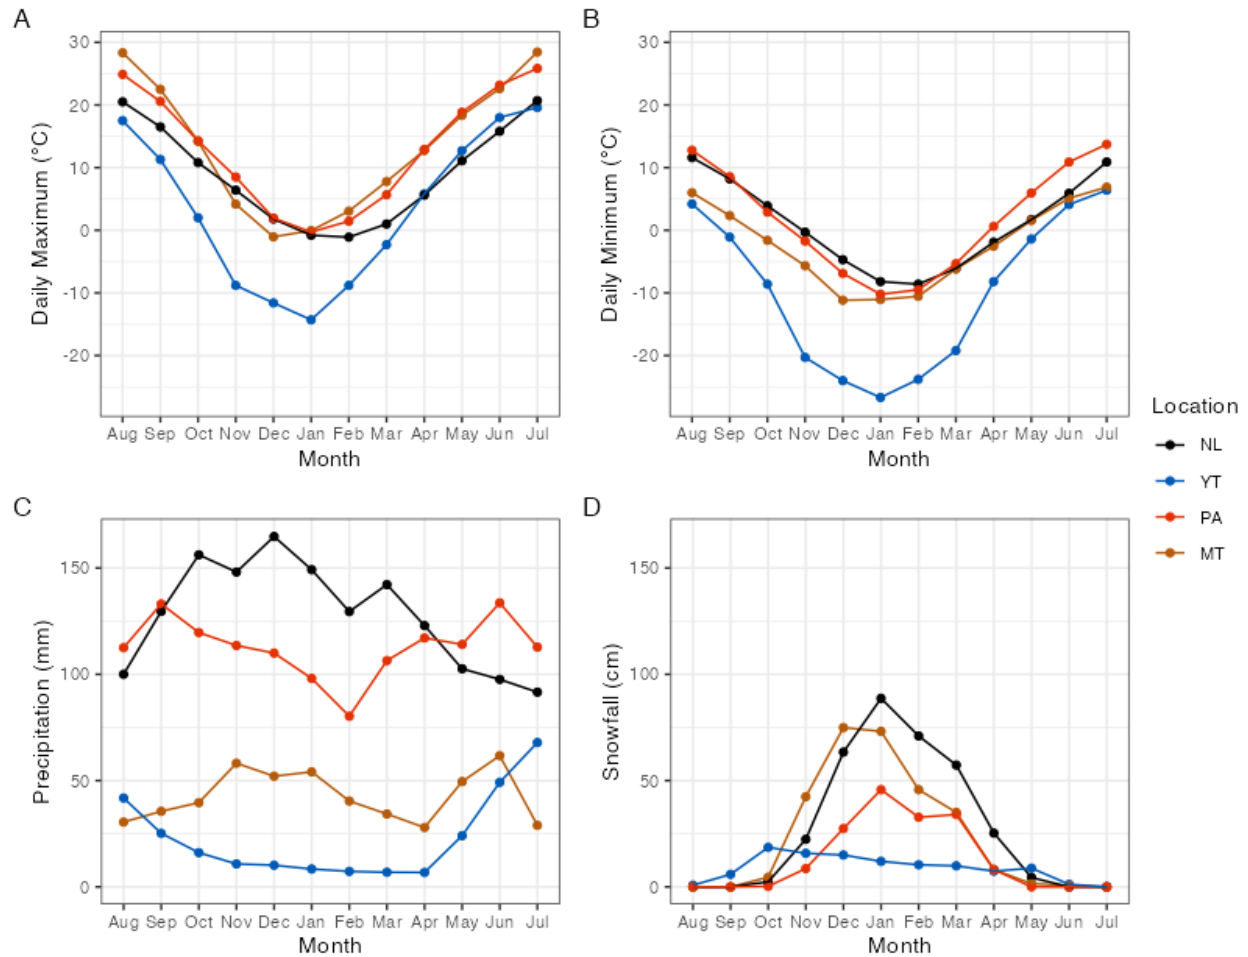 A
Daily Maximum (°C)
30
20
10
0
-10
-20
Aug Sep Oct Nov Dec Jan Feb Mar Apr May Jun Jul
Month
B
Daily Minimum (°C)
30
20
10
0
-10
-20
Aug Sep Oct Nov Dec Jan Feb Mar Apr May Jun Jul
Month
Location
NL
YT
PA
MT
C
Precipitation (mm)
150
100
50
0
Aug Sep Oct Nov Dec Jan Feb Mar Apr May Jun Jul
Month
D
Snowfall (cm)
150
100
50
0
Aug Sep Oct Nov Dec Jan Feb Mar Apr May Jun Jul
Month